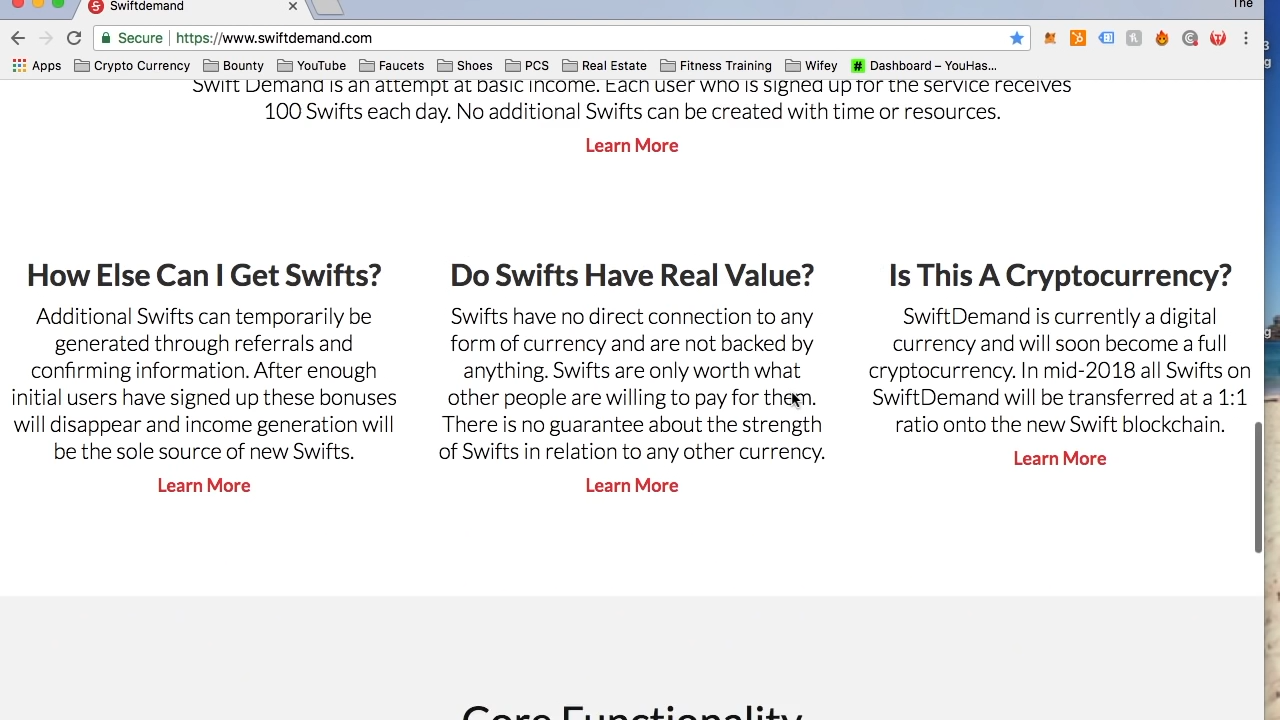 Swiftdemand
The
Secure
https://www.swiftdemand.com
Apps Crypto Currency Bounty YouTube Faucets Shoes PCS Real Estate Fitness Training Wifey Dashboard – YouHas...
Swift Demand is an attempt at basic income. Each user who is signed up for the service receives
100 Swifts each day. No additional Swifts can be created with time or resources.
Learn More
How Else Can I Get Swifts?
Additional Swifts can temporarily be
generated through referrals and
confirming information. After enough
initial users have signed up these bonuses
will disappear and income generation will
be the sole source of new Swifts.
Learn More
Do Swifts Have Real Value?
Swifts have no direct connection to any
form of currency and are not backed by
anything. Swifts are only worth what
other people are willing to pay for them.
There is no guarantee about the strength
of Swifts in relation to any other currency.
Learn More
Is This A Cryptocurrency?
SwiftDemand is currently a digital
currency and will soon become a full
cryptocurrency. In mid-2018 all Swifts on
SwiftDemand will be transferred at a 1:1
ratio onto the new Swift blockchain.
Learn More
Core Functionality